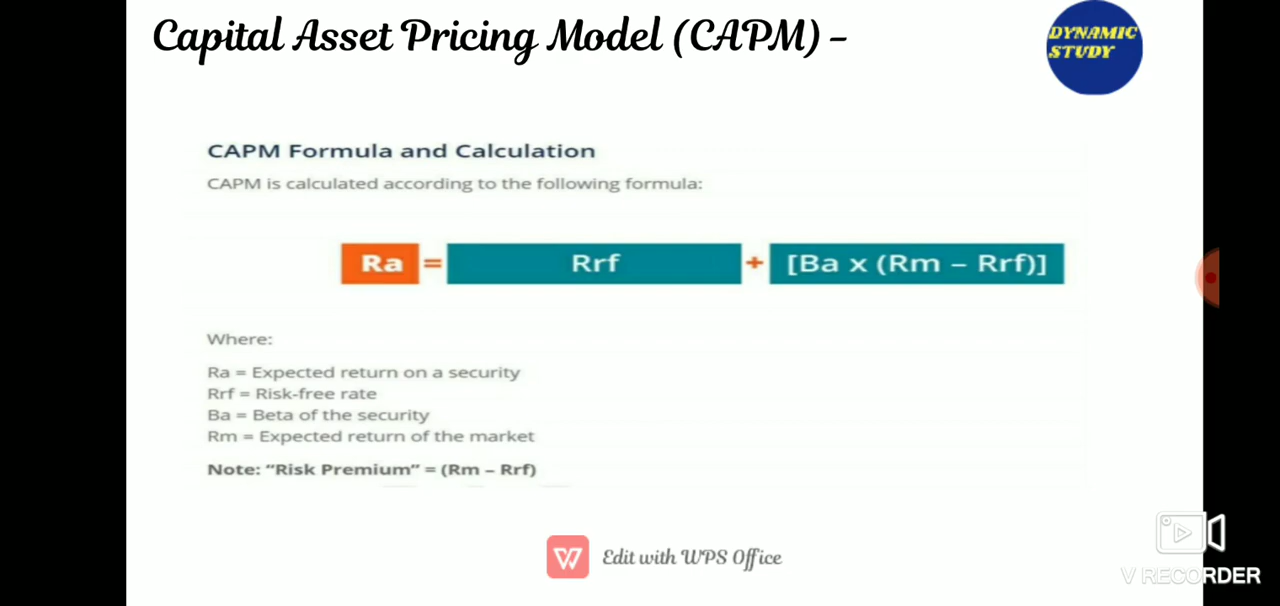 Capital Asset Pricing Model (CAPM) -
DYNAMIC
STUDY
CAPM Formula and Calculation
CAPM is calculated according to the following formula:
Ra = Rrf + [Ba x (Rm – Rrf)]
Where:
Ra = Expected return on a security
Rrf = Risk-free rate
Ba = Beta of the security
Rm = Expected return of the market
Note: “Risk Premium” = (Rm – Rrf)
Edit with WPS Office
V RECORDER